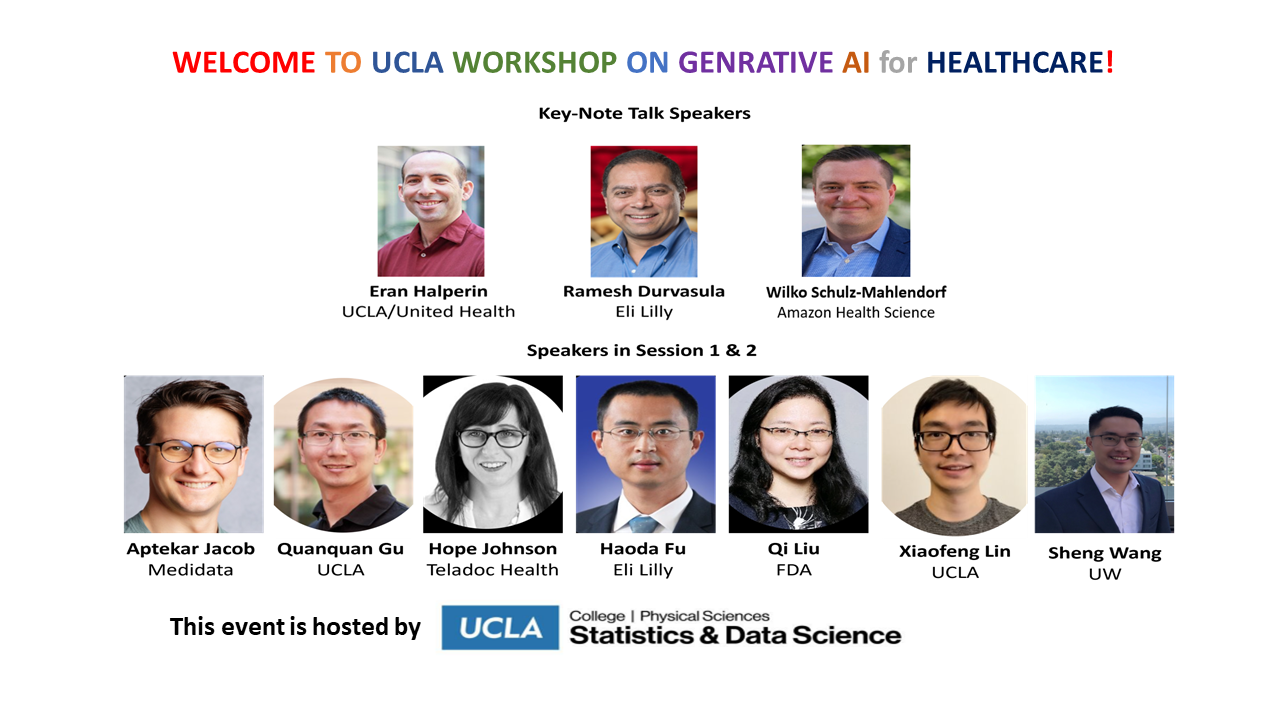 WELCOME TO UCLA WORKSHOP ON GENRATIVE AI for HEALTHCARE!
Key-Note Talk Speakers
Eran Halperin
UCLA/United Health
Ramesh Durvasula
Eli Lilly
Wilko Schulz-Mahlendorf
Amazon Health Science
Speakers in Session 1 & 2
Aptekar Jacob
Medidata
Quanquan Gu
UCLA
Hope Johnson
Teladoc Health
Haoda Fu
Eli Lilly
Qi Liu
FDA
Xiaofeng Lin
UCLA
Sheng Wang
UW
This event is hosted by
UCLA
College | Physical Sciences
Statistics & Data Science